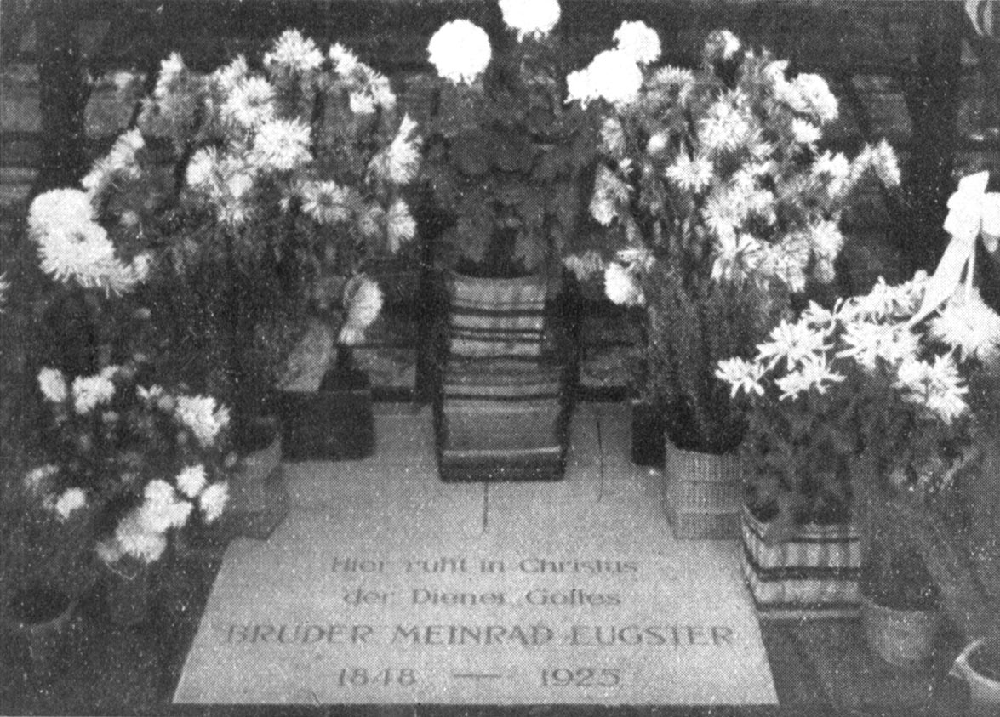 Hier ruht in Christus
der Diener Gottes
BRUDER MEINRAD EUGSTER
1848 — 1925